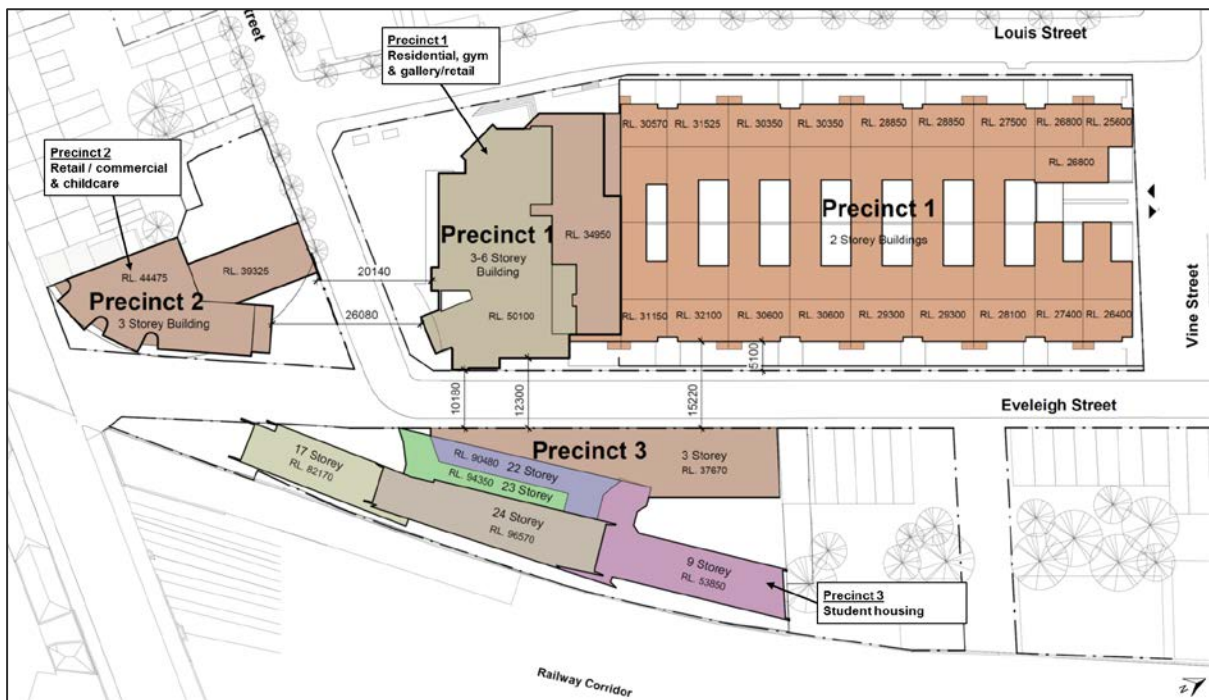 treet
Louis Street
Precinct 1
Residential, gym
& gallery/retail
Precinct 2
Retail / commercial
& childcare
RL. 30570 RL. 31525 RL. 30350 RL. 30350 RL. 28850 RL. 28850 RL. 27500 RL. 26800 RL. 25600
RL. 26800
Precinct 1
2 Storey Buildings
Precinct 1
3-6 Storey
Building
RL. 34950
RL. 50100
RL. 44475
RL. 39325
Precinct 2
3 Storey Building
20140
26080
RL. 31150 RL. 32100 RL. 30600 RL. 30600 RL. 29300 RL. 29300 RL. 28100 RL. 27400 RL. 26400
Vine Street
10180
12300
15220
5100
Eveleigh Street
Precinct 3
3 Storey
RL. 37670
17 Storey
RL. 82170
RL. 90480 22 Storey
RL. 94350 23 Storey
24 Storey
RL. 96570
9 Storey
RL. 53850
Precinct 3
Student housing
Railway Corridor
Z